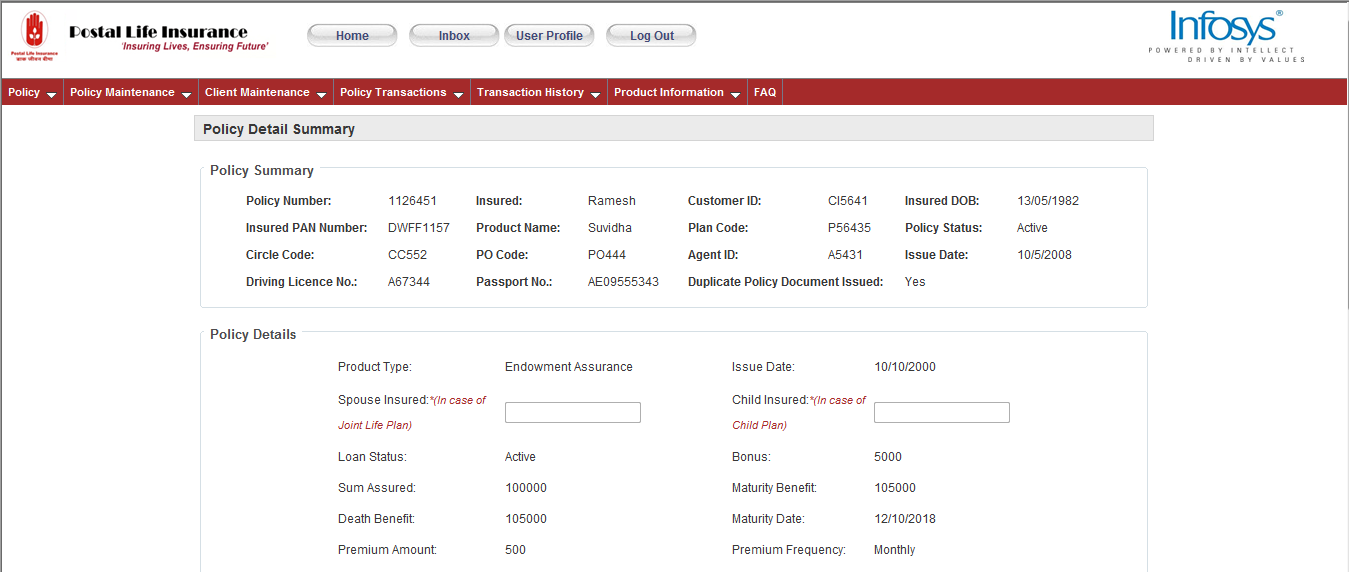 Postal Life Insurance
'Insuring Lives, Ensuring Future'
Postal Life Insurance
डाक जीवन बीमा
Home Inbox User Profile Log Out
Infosys®
POWERED BY INTELLECT
DRIVEN BY VALUES
Policy Policy Maintenance Client Maintenance Policy Transactions Transaction History Product Information FAQ
Policy Detail Summary
Policy Summary
Policy Number: 1126451 Insured: Ramesh Customer ID: CI5641 Insured DOB: 13/05/1982
Insured PAN Number: DWFF1157 Product Name: Suvidha Plan Code: P56435 Policy Status: Active
Circle Code: CC552 PO Code: PO444 Agent ID: A5431 Issue Date: 10/5/2008
Driving Licence No.: A67344 Passport No.: AE09555343 Duplicate Policy Document Issued: Yes
Policy Details
Product Type: Endowment Assurance Issue Date: 10/10/2000
Spouse Insured:*(In case of Child Insured:*(In case of
Joint Life Plan) Child Plan)
Loan Status: Active Bonus: 5000
Sum Assured: 100000 Maturity Benefit: 105000
Death Benefit: 105000 Maturity Date: 12/10/2018
Premium Amount: 500 Premium Frequency: Monthly